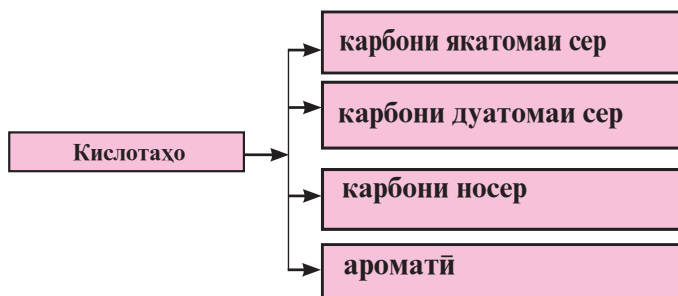 карбони якатомаи сер
карбони дуатомаи сер
Кислотаҳо
карбони носер
ароматӣ